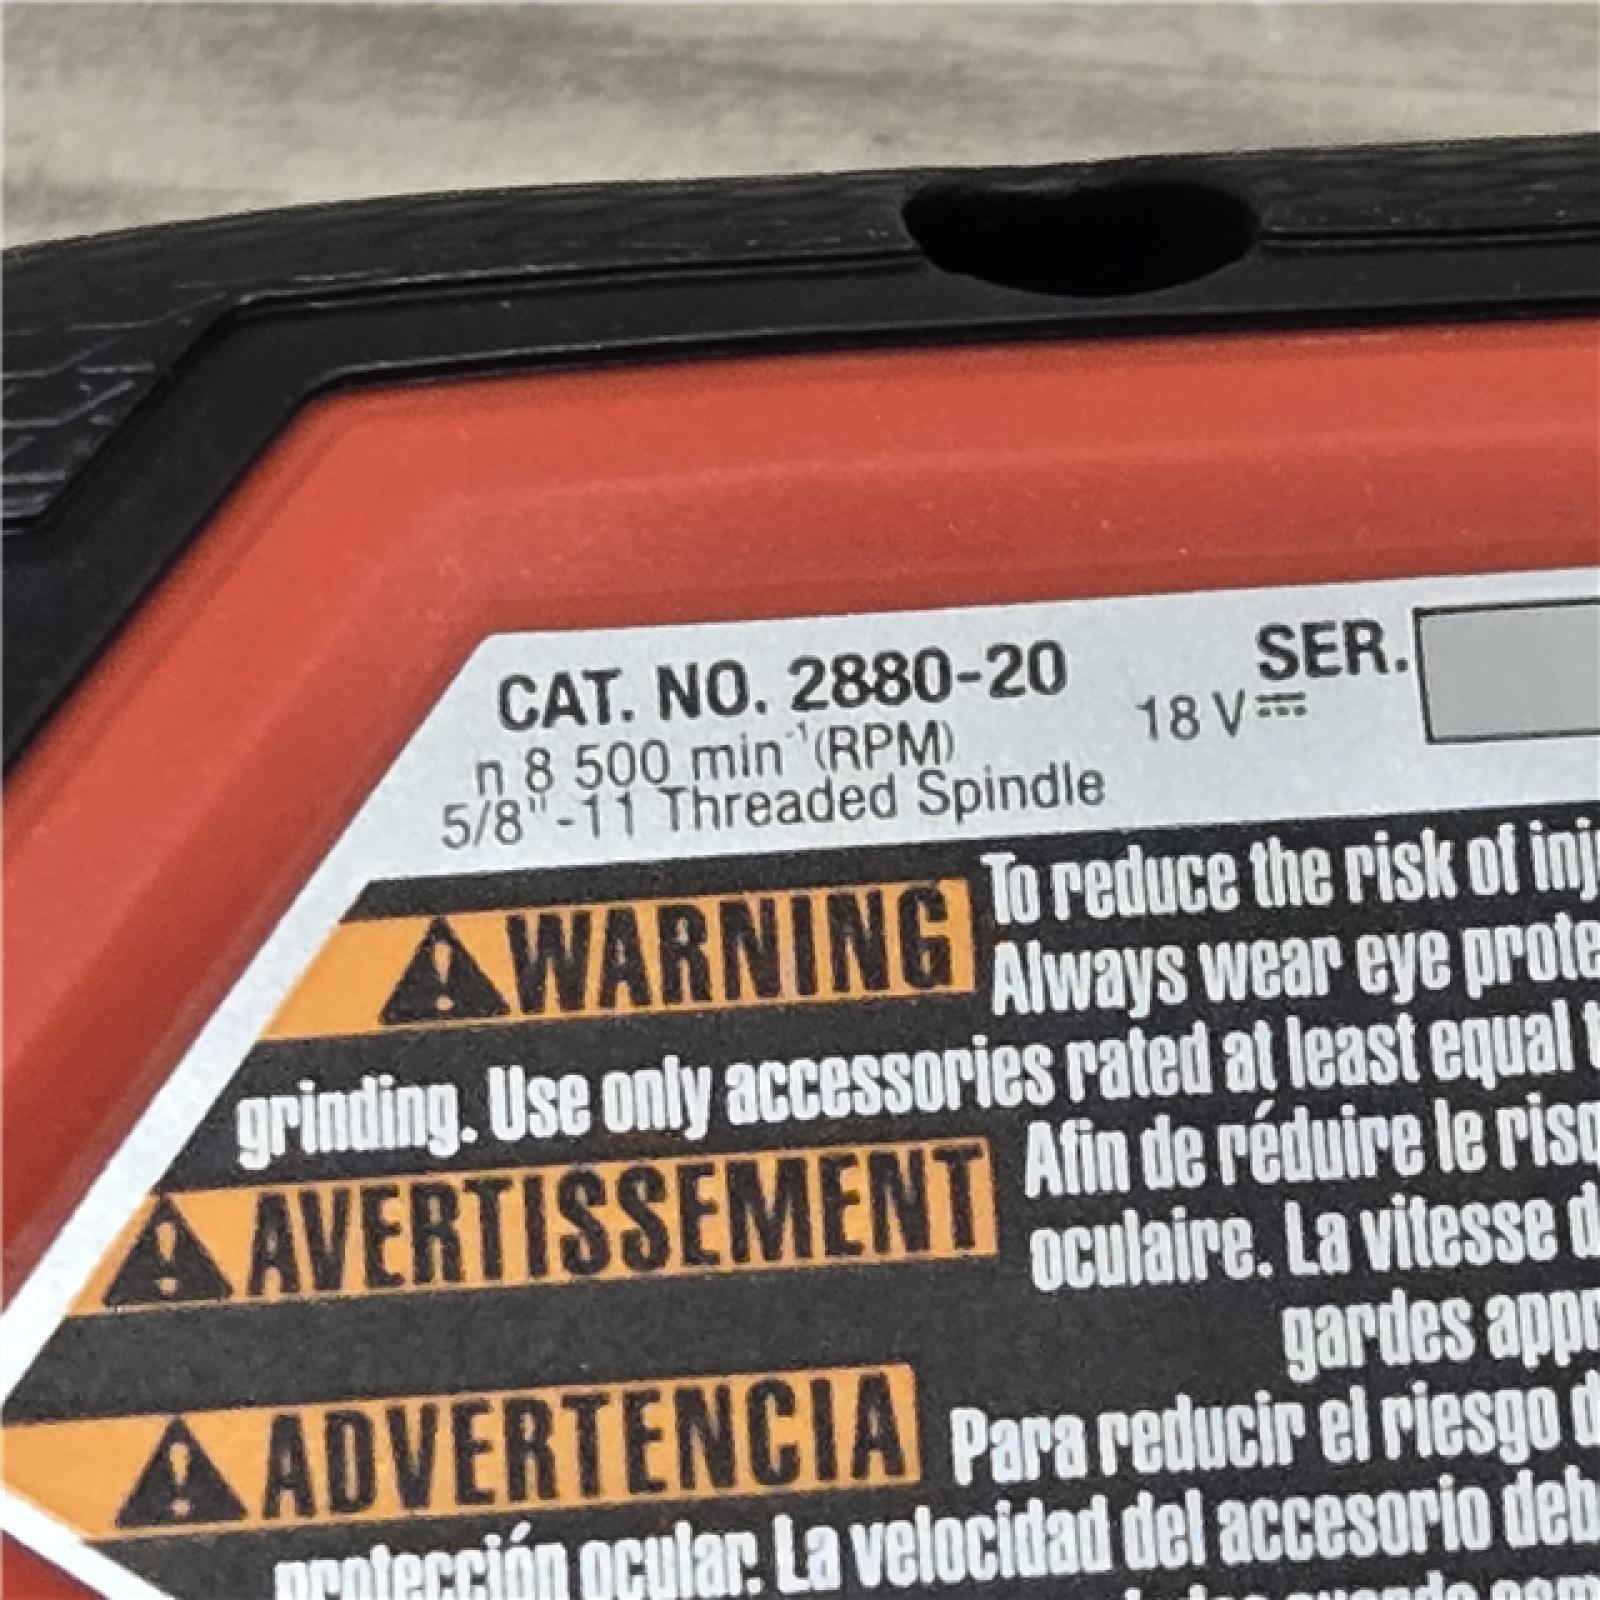 CAT. NO. 2880-20
SER.
n 8 500 min⁻¹(RPM)
18 V⎓
5/8"-11 Threaded Spindle
WARNING To reduce the risk of inj
Always wear eye prote
grinding. Use only accessories rated at least equal t
AVERTISSEMENT Afin de réduire le risq
oculaire. La vitesse d
gardes appr
ADVERTENCIA Para reducir el riesgo d
protección ocular. La velocidad del accesorio deb